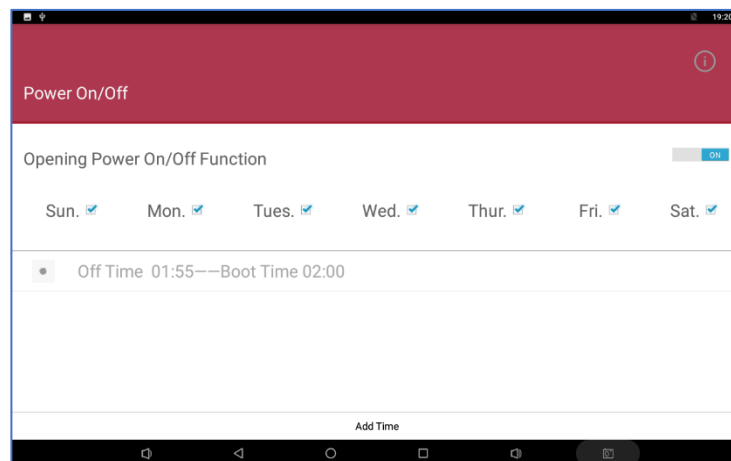 19:20
Power On/Off
Opening Power On/Off Function
ON
Sun. Mon. Tues. Wed. Thur. Fri. Sat.
Off Time 01:55——Boot Time 02:00
Add Time